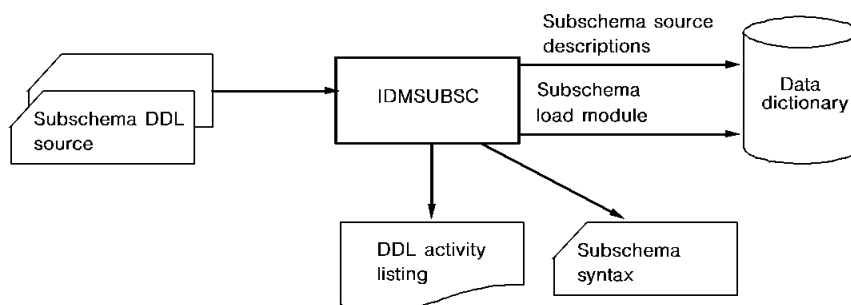 Subschema source
descriptions
Subschema DDL
source
IDMSUBSC
Subschema
load module
Data
dictionary
DDL activity
listing
Subschema
syntax